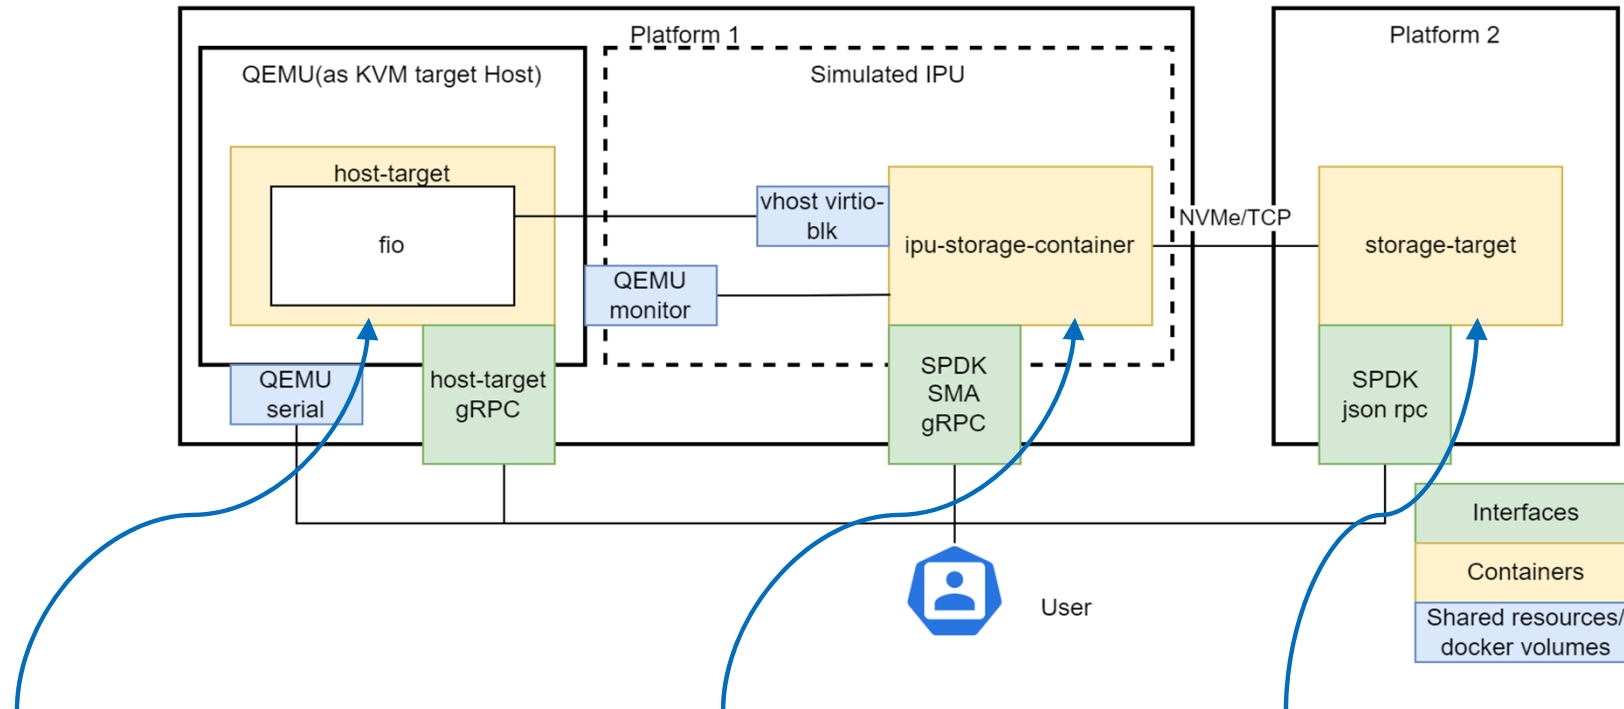 Platform 1
Platform 2
QEMU(as KVM target Host)
Simulated IPU
host-target
fio
vhost virtio-
blk
QEMU
monitor
ipu-storage-container
NVMe/TCP
storage-target
QEMU
serial
host-target
gRPC
SPDK
SMA
gRPC
SPDK
json rpc
User
Interfaces
Containers
Shared resources/
docker volumes